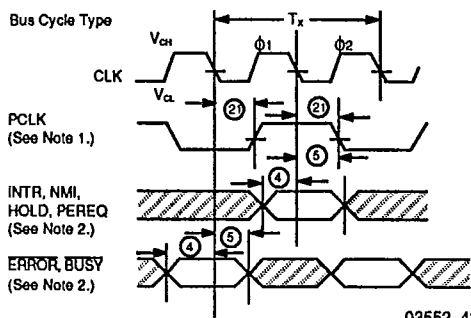 Bus Cycle Type
Tx
VCH
ϕ1
ϕ2
CLK
VCL
21
21
PCLK
(See Note 1.)
5
4
INTR, NMI,
HOLD, PEREQ
(See Note 2.)
4
5
ERROR, BUSY
(See Note 2.)